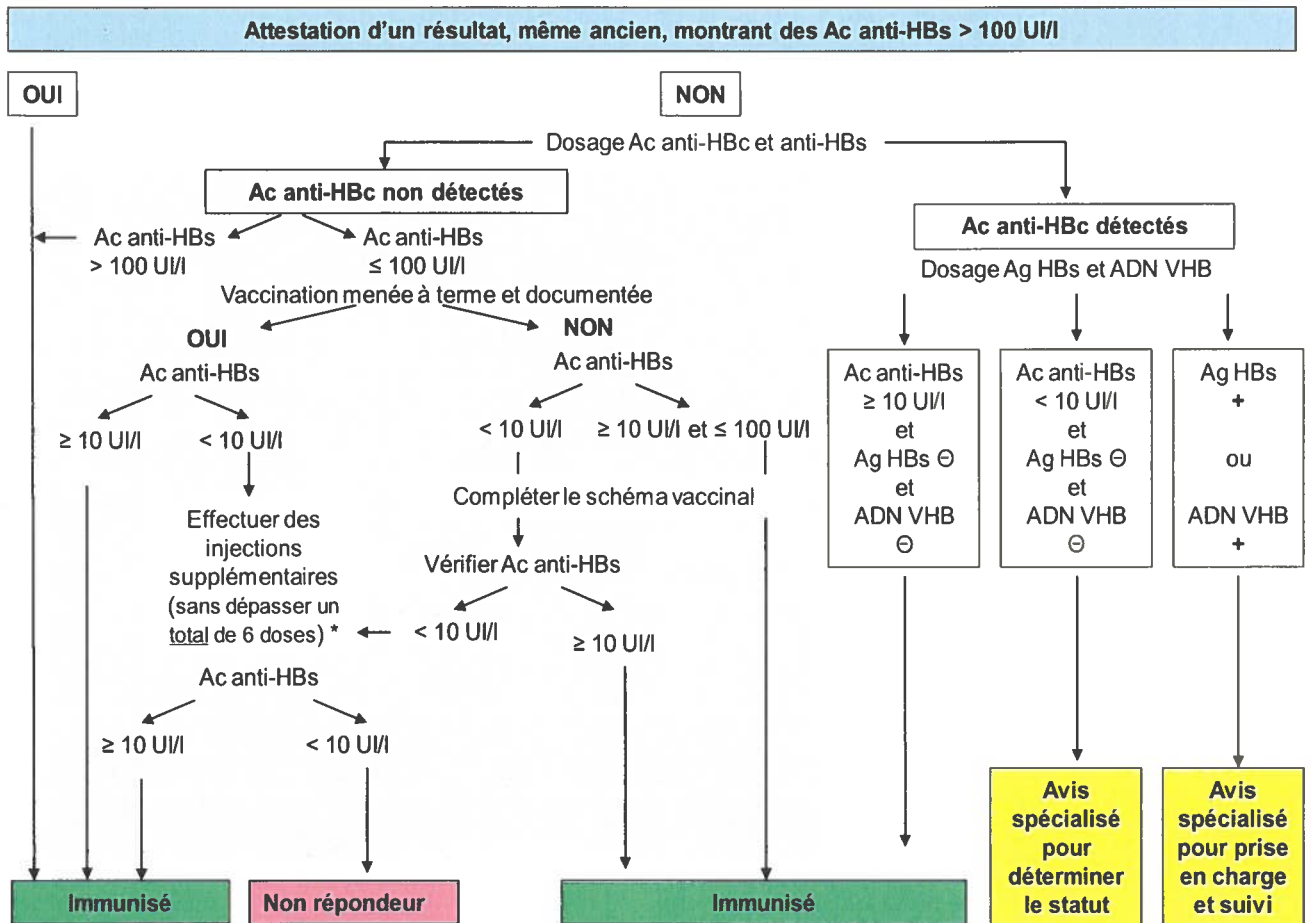 Attestation d'un résultat, même ancien, montrant des Ac anti-HBs > 100 UI/l
OUI
NON
Dosage Ac anti-HBc et anti-HBs
Ac anti-HBc non détectés
Ac anti-HBs
> 100 UI/l
Ac anti-HBs
≤ 100 UI/l
Vaccination menée à terme et documentée
OUI
Ac anti-HBs
≥ 10 UI/l
< 10 UI/l
Effectuer des
injections
supplémentaires
(sans dépasser un
total de 6 doses) *
Ac anti-HBs
≥ 10 UI/l
< 10 UI/l
NON
Ac anti-HBs
< 10 UI/l
≥ 10 UI/l et ≤ 100 UI/l
Compléter le schéma vaccinal
Vérifier Ac anti-HBs
< 10 UI/l
≥ 10 UI/l
Ac anti-HBc détectés
Dosage Ag HBs et ADN VHB
Ac anti-HBs
≥ 10 UI/l
et
Ag HBs ⊖
et
ADN VHB
⊖
Ac anti-HBs
< 10 UI/l
et
Ag HBs ⊖
et
ADN VHB
⊖
Ag HBs
+
ou
ADN VHB
+
Immunisé
Non répondeur
Immunisé
Avis
spécialisé
pour
déterminer
le statut
Avis
spécialisé
pour prise
en charge
et suivi